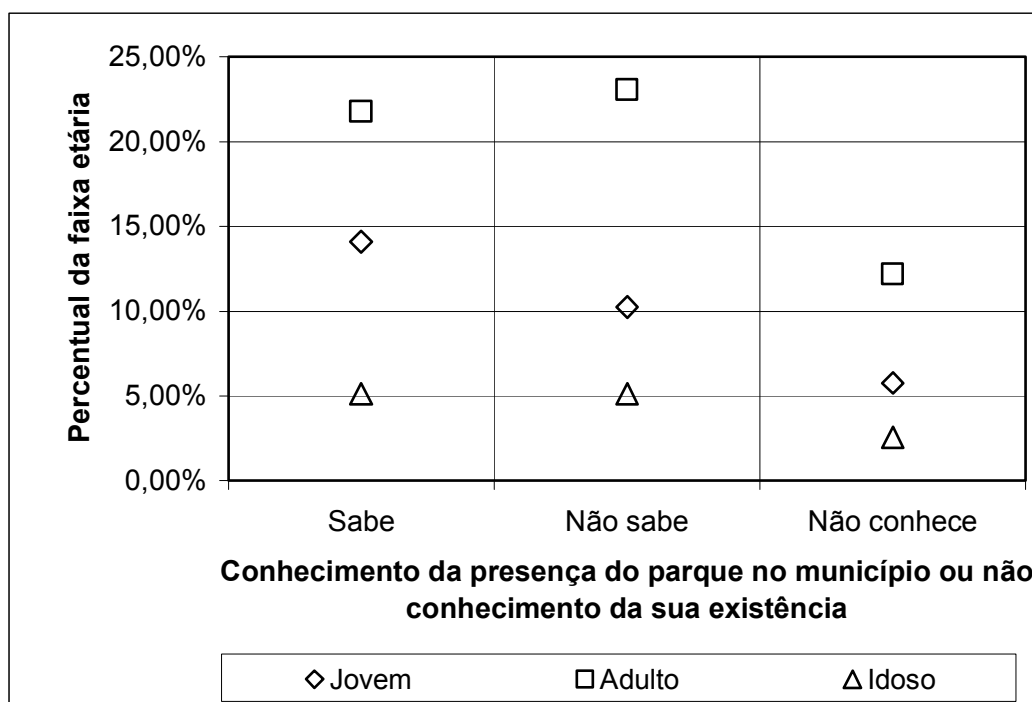 Percentual da faixa etária
25,00%
20,00%
15,00%
10,00%
5,00%
0,00%
Sabe Não sabe Não conhece
Conhecimento da presença do parque no município ou não
conhecimento da sua existência
Jovem Adulto Idoso